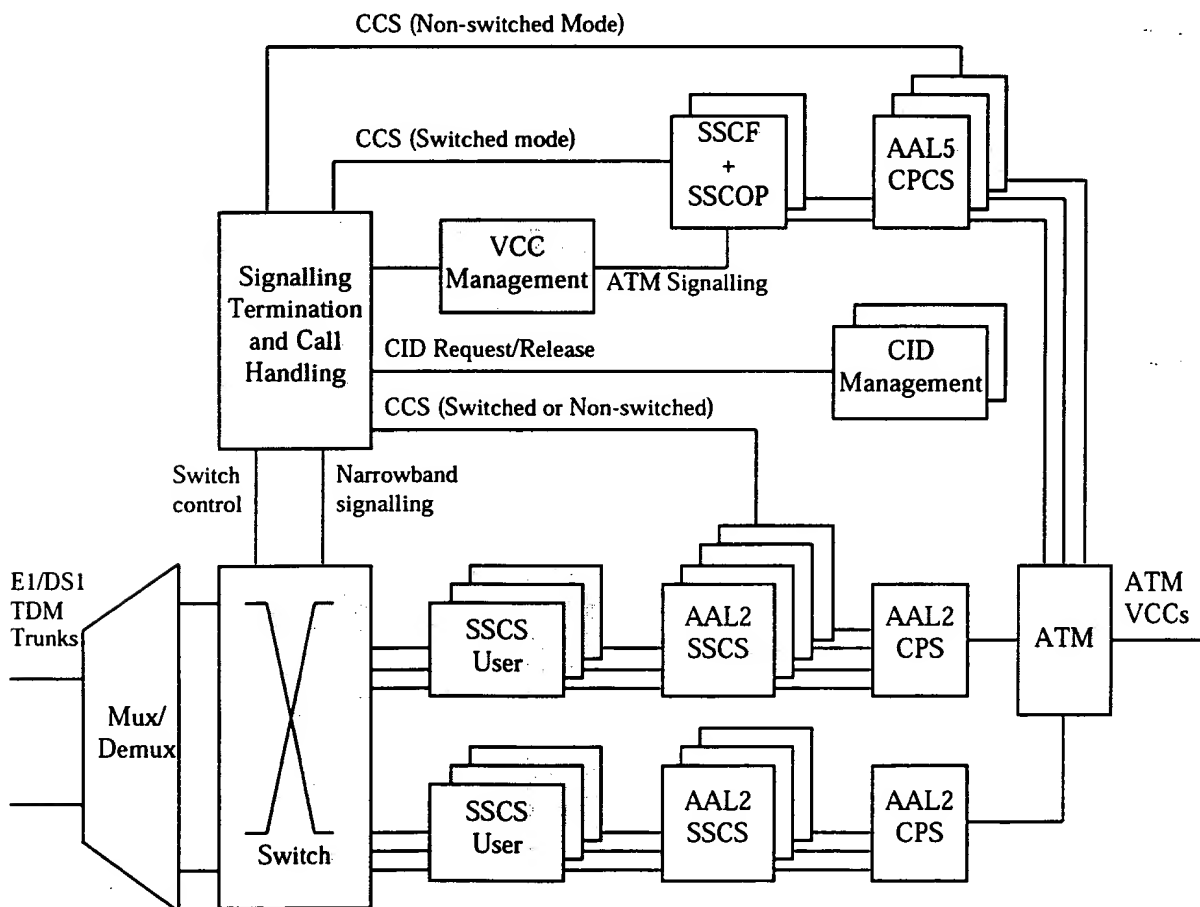 CCS (Non-switched Mode)
CCS (Switched mode)
SSCF
+
SSCOP
AAL5
CPCS
Signalling
Termination
and Call
Handling
VCC
Management
ATM Signalling
CID Request/Release
CID
Management
CCS (Switched or Non-switched)
Switch
control
Narrowband
signalling
E1/DS1
TDM
Trunks
Mux/
Demux
Switch
SSCS
User
AAL2
SSCS
AAL2
CPS
ATM
ATM
VCCs
SSCS
User
AAL2
SSCS
AAL2
CPS